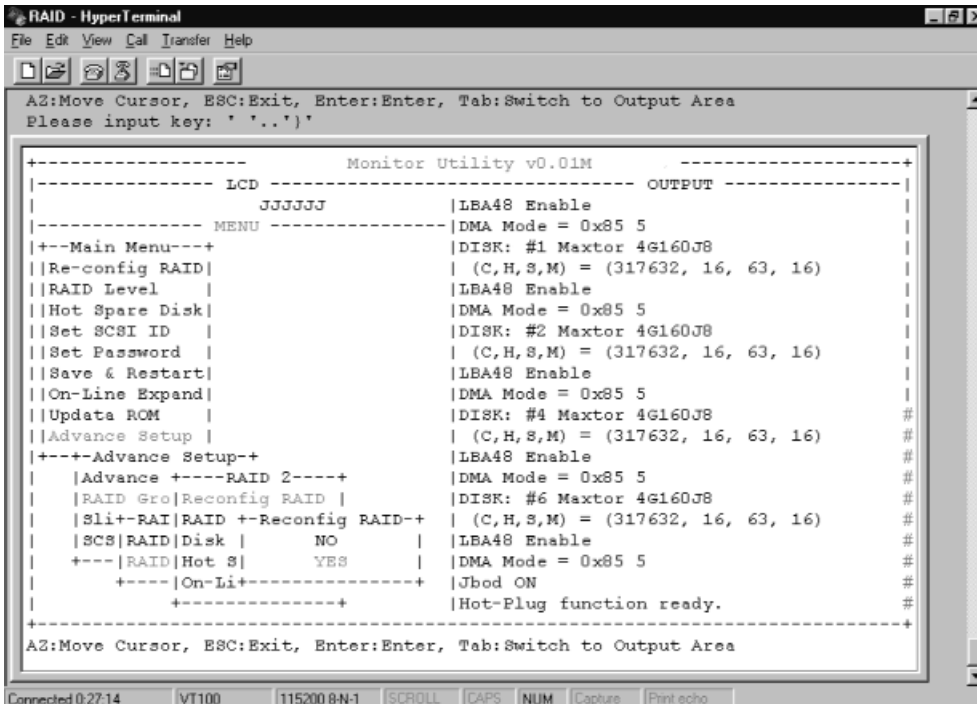 RAID - HyperTerminal
File Edit View Call Transfer Help
AZ:Move Cursor, ESC:Exit, Enter:Enter, Tab:Switch to Output Area
Please input key: ' '..'}'
+-------------------- Monitor Utility v0.01M ---------------------+
|---------------- LCD --------------------------------- OUTPUT ----------------|
| JJJJJJ |LBA48 Enable |
|--------------- MENU ----------------|DMA Mode = 0x85 5 |
|+--Main Menu---+ |DISK: #1 Maxtor 4G160J8 |
||Re-config RAID| | (C,H,S,M) = (317632, 16, 63, 16) |
||RAID Level | |LBA48 Enable |
||Hot Spare Disk| |DMA Mode = 0x85 5 |
||Set SCSI ID | |DISK: #2 Maxtor 4G160J8 |
||Set Password | | (C,H,S,M) = (317632, 16, 63, 16) |
||Save & Restart| |LBA48 Enable |
||On-Line Expand| |DMA Mode = 0x85 5 |
||Updata ROM | |DISK: #4 Maxtor 4G160J8 #
||Advance Setup | | (C,H,S,M) = (317632, 16, 63, 16) #
|+--+-Advance Setup-+ |LBA48 Enable #
| |Advance +----RAID 2----+ |DMA Mode = 0x85 5 #
| |RAID Gro|Reconfig RAID | |DISK: #6 Maxtor 4G160J8 #
| |Sli+-RAI|RAID +-Reconfig RAID-+ | (C,H,S,M) = (317632, 16, 63, 16) #
| |SCS|RAID|Disk | NO | |LBA48 Enable #
| +---|RAID|Hot S| YES | |DMA Mode = 0x85 5 #
| +----|On-Li+---------------+ |Jbod ON #
| +--------------+ |Hot-Plug function ready. #
+------------------------------------------------------------------------------+
AZ:Move Cursor, ESC:Exit, Enter:Enter, Tab:Switch to Output Area
Connected 0:27:14 VT100 115200 8-N-1 SCROLL CAPS NUM Capture Print echo